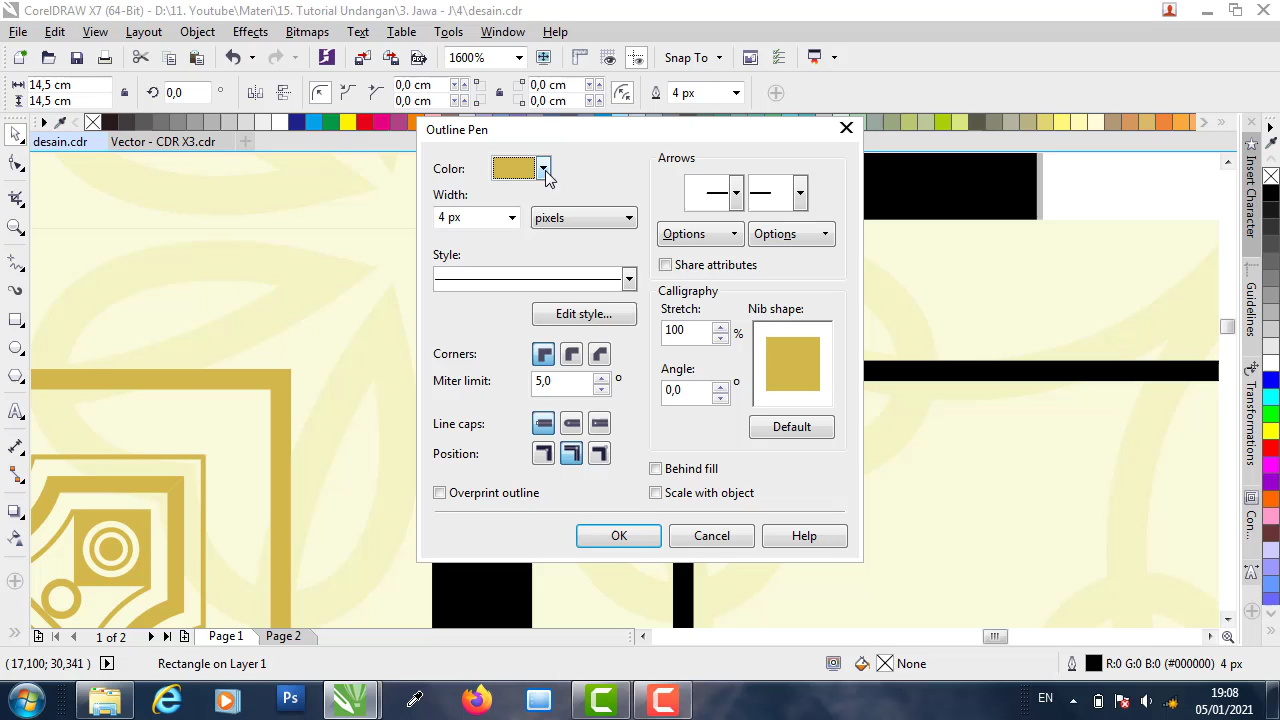 CorelDRAW X7 (64-Bit) - D:\11. Youtube\Materi\15. Tutorial Undangan\3. Jawa - J\4\desain.cdr
File Edit View Layout Object Effects Bitmaps Text Table Tools Window Help
1600% Snap To
14,5 cm
14,5 cm
0,0 °
0,0 cm
0,0 cm
0,0 cm
0,0 cm
4 px
desain.cdr Vector - CDR X3.cdr
Outline Pen
Color:
Width:
4 px pixels
Style:
Edit style...
Corners:
Miter limit: 5,0 °
Line caps:
Position:
Overprint outline
Arrows
Options Options
Share attributes
Calligraphy
Stretch: Nib shape:
100 %
Angle:
0,0 °
Default
Behind fill
Scale with object
OK Cancel Help
Insert Character
Guidelines
Transformations
Con...
1 of 2 Page 1 Page 2
(17,100; 30,341) Rectangle on Layer 1 None R:0 G:0 B:0 (#000000) 4 px
Ps
EN
19:08
05/01/2021